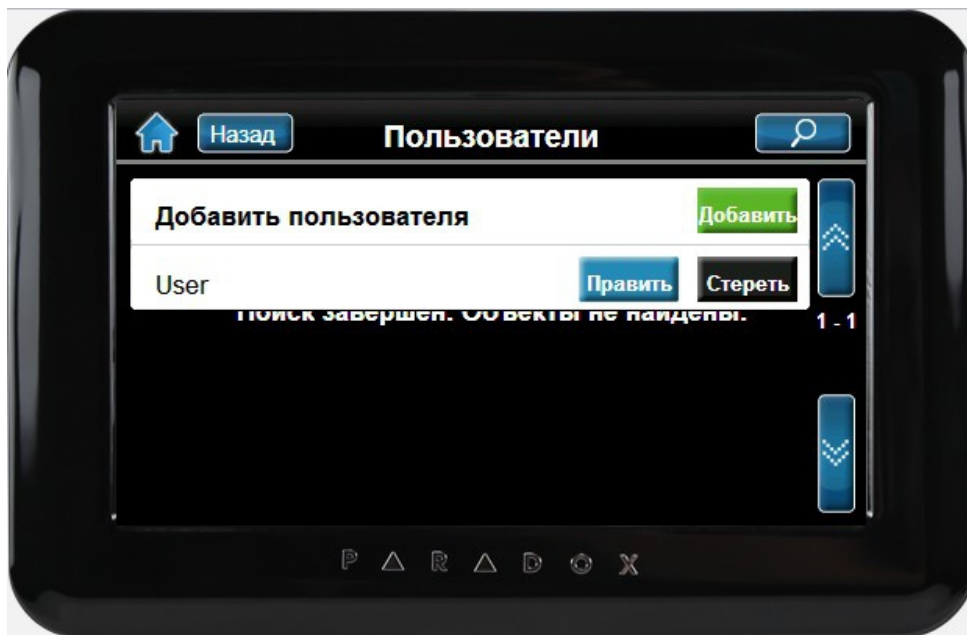 Назад
Пользователи
Добавить пользователя
Добавить
User
Править
Стереть
Поиск завершен. Объекты не найдены.
1 - 1
PARADOX